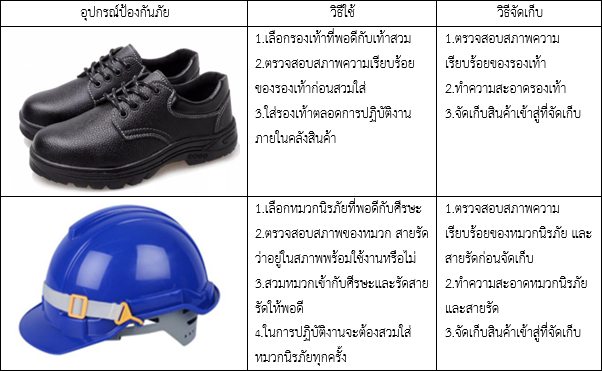 อุปกรณ์ป้องกันภัย
วิธีใช้
วิธีจัดเก็บ
1.เลือกรองเท้าที่พอดีกับเท้าสวม
2.ตรวจสอบสภาพความเรียบร้อย
ของรองเท้าก่อนสวมใส่
3.ใส่รองเท้าตลอดการปฏิบัติงาน
ภายในคลังสินค้า
1.ตรวจสอบสภาพความ
เรียบร้อยของรองเท้า
2.ทำความสะอาดรองเท้า
3.จัดเก็บสินค้าเข้าสู่ที่จัดเก็บ
1.เลือกหมวกนิรภัยที่พอดีกับศีรษะ
2.ตรวจสอบสภาพของหมวก สายรัด
ว่าอยู่ในสภาพพร้อมใช้งานหรือไม่
3.สวมหมวกเข้ากับศีรษะและรัดสาย
รัดให้พอดี
4.ในการปฏิบัติงานจะต้องสวมใส่
หมวกนิรภัยทุกครั้ง
1.ตรวจสอบสภาพความ
เรียบร้อยของหมวกนิรภัย และ
สายรัดก่อนจัดเก็บ
2.ทำความสะอาดหมวกนิรภัย
และสายรัด
3.จัดเก็บสินค้าเข้าสู่ที่จัดเก็บ